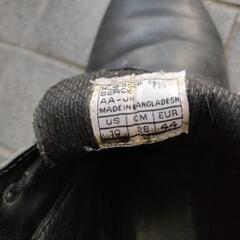 BLACK
AA-UK
MADE IN BANGLADESH
US CM EUR
10 28 44